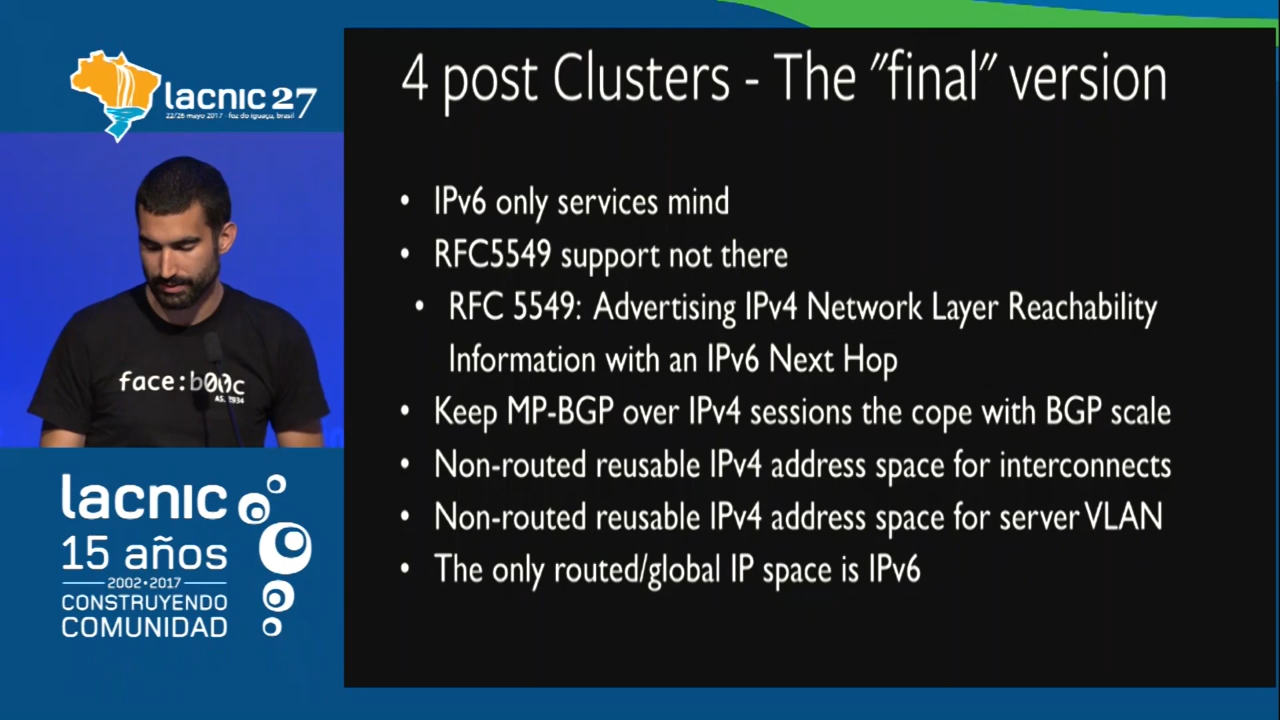 lacnic 27
22/26 mayo 2017 - foz do iguaçu, brasil
4 post Clusters - The "final" version
• IPv6 only services mind
• RFC5549 support not there
• RFC 5549: Advertising IPv4 Network Layer Reachability
Information with an IPv6 Next Hop
• Keep MP-BGP over IPv4 sessions the cope with BGP scale
• Non-routed reusable IPv4 address space for interconnects
• Non-routed reusable IPv4 address space for server VLAN
• The only routed/global IP space is IPv6
face:b00c
lacnic
15 años
2002•2017
CONSTRUYENDO
COMUNIDAD